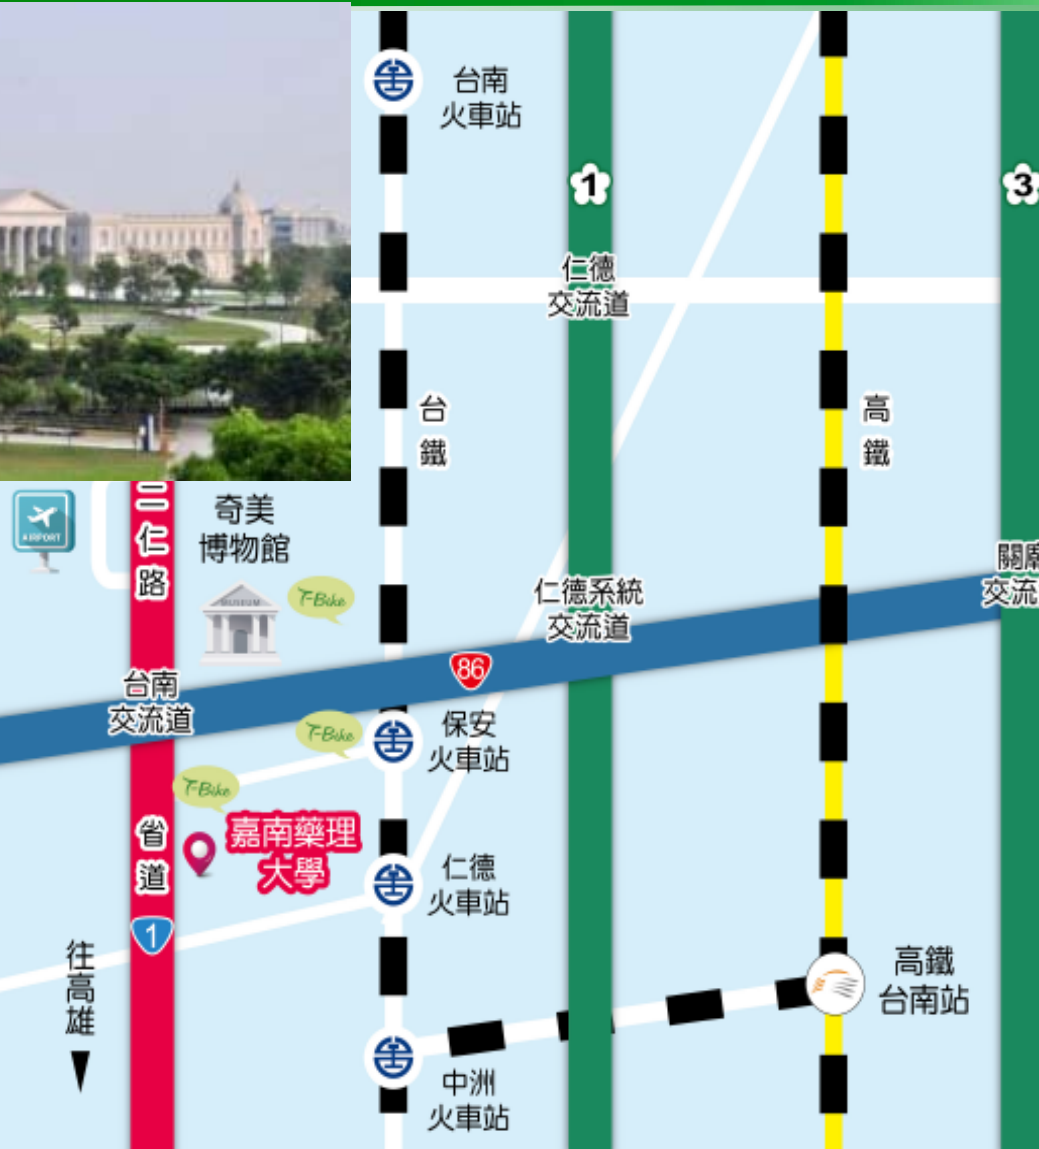 台南
火車站
1
3
仁德
交流道
台
鐵
高
鐵
AIRPORT
二
仁
路
奇美
博物館
MUSEUM
T-Bike
仁德系統
交流道
交流
台南
交流道
86
T-Bike
保安
火車站
T-Bike
省
道
嘉南藥理
大學
仁德
火車站
1
往
高
雄
高鐵
台南站
中洲
火車站